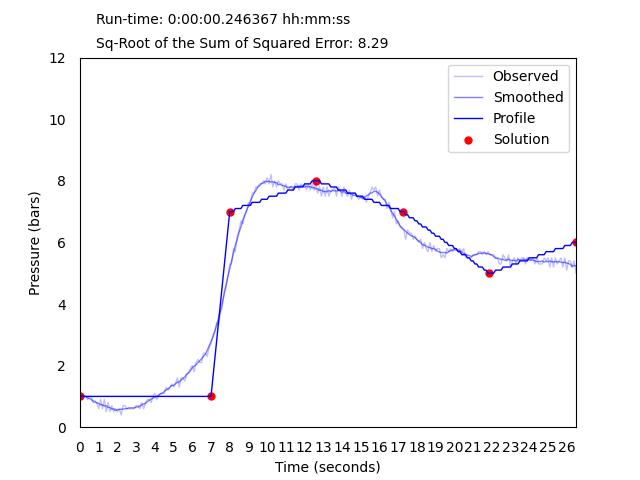 Run-time: 0:00:00.246367 hh:mm:ss
Sq-Root of the Sum of Squared Error: 8.29
12
10
8
6
4
2
0
Pressure (bars)
Observed
Smoothed
Profile
Solution
0 1 2 3 4 5 6 7 8 9 10 11 12 13 14 15 16 17 18 19 20 21 22 23 24 25 26
Time (seconds)